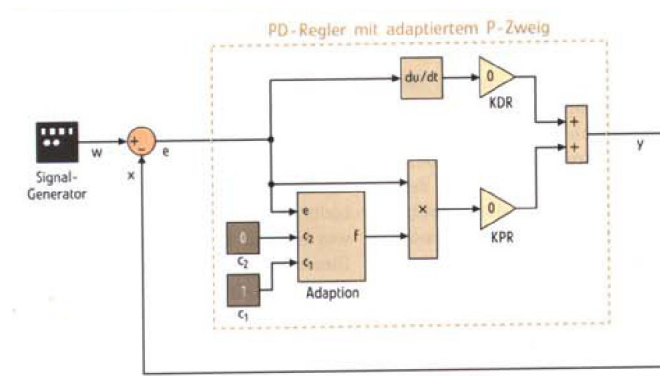 PD-Regler mit adaptiertem P-Zweig
du/dt
0
KDR
+
+
y
+
-
w
e
x
Signal-
Generator
e
c₂
c₁
f
Adaption
×
0
KPR
0
c₂
1
c₁